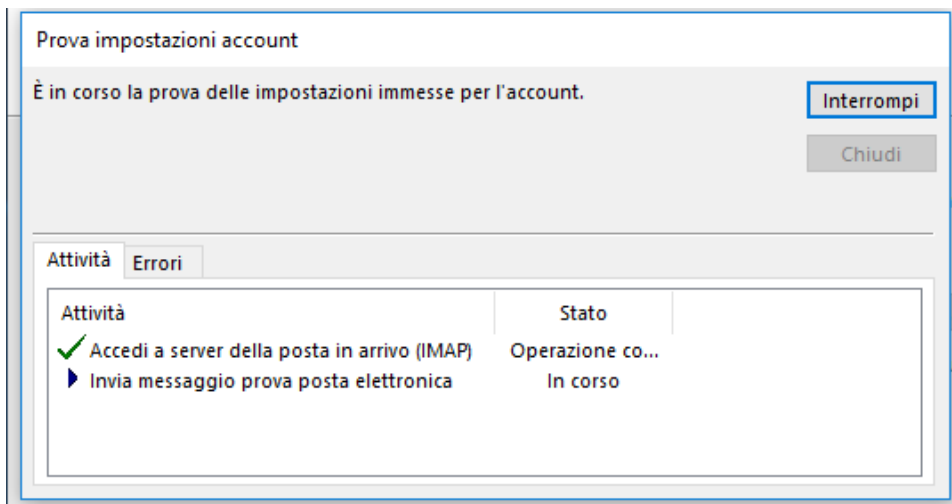 Prova impostazioni account
È in corso la prova delle impostazioni immesse per l'account.
Interrompi
Chiudi
Attività Errori
Attività Stato
Accedi a server della posta in arrivo (IMAP) Operazione co...
Invia messaggio prova posta elettronica In corso